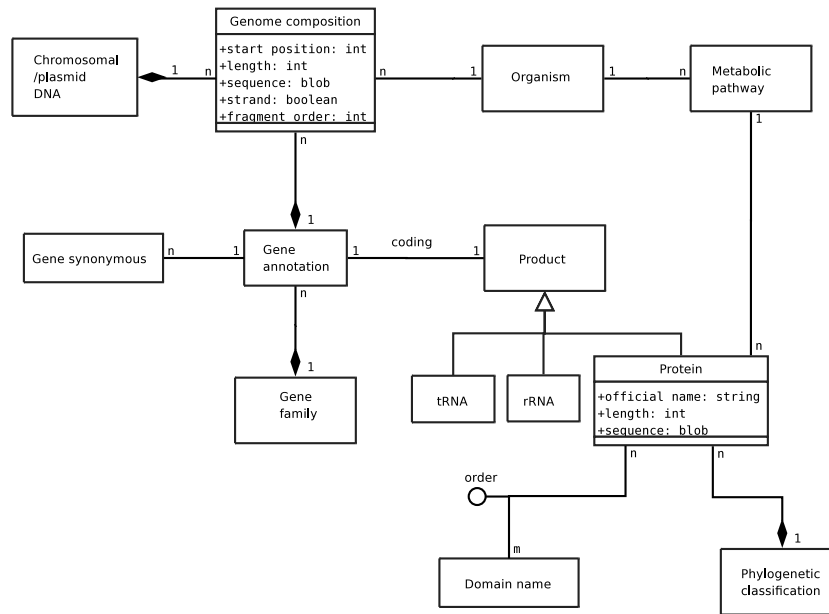 Genome composition
+start position: int
+length: int
+sequence: blob
+strand: boolean
+fragment order: int
Chromosomal
/plasmid
DNA
1
n
n
1
Organism
1
n
Metabolic
pathway
1
n
1
Gene synonymous
n
1
Gene
annotation
1
coding
1
Product
n
1
Gene
family
tRNA
rRNA
n
Protein
+official name: string
+length: int
+sequence: blob
n
n
order
m
1
Domain name
Phylogenetic
classification